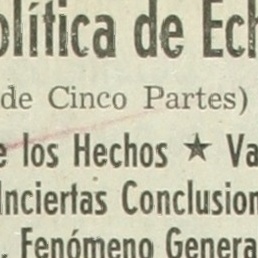 olítica de Ech
de Cinco Partes)
e los Hechos ★ Va
Inciertas Conclusion
, Fenómeno Genera